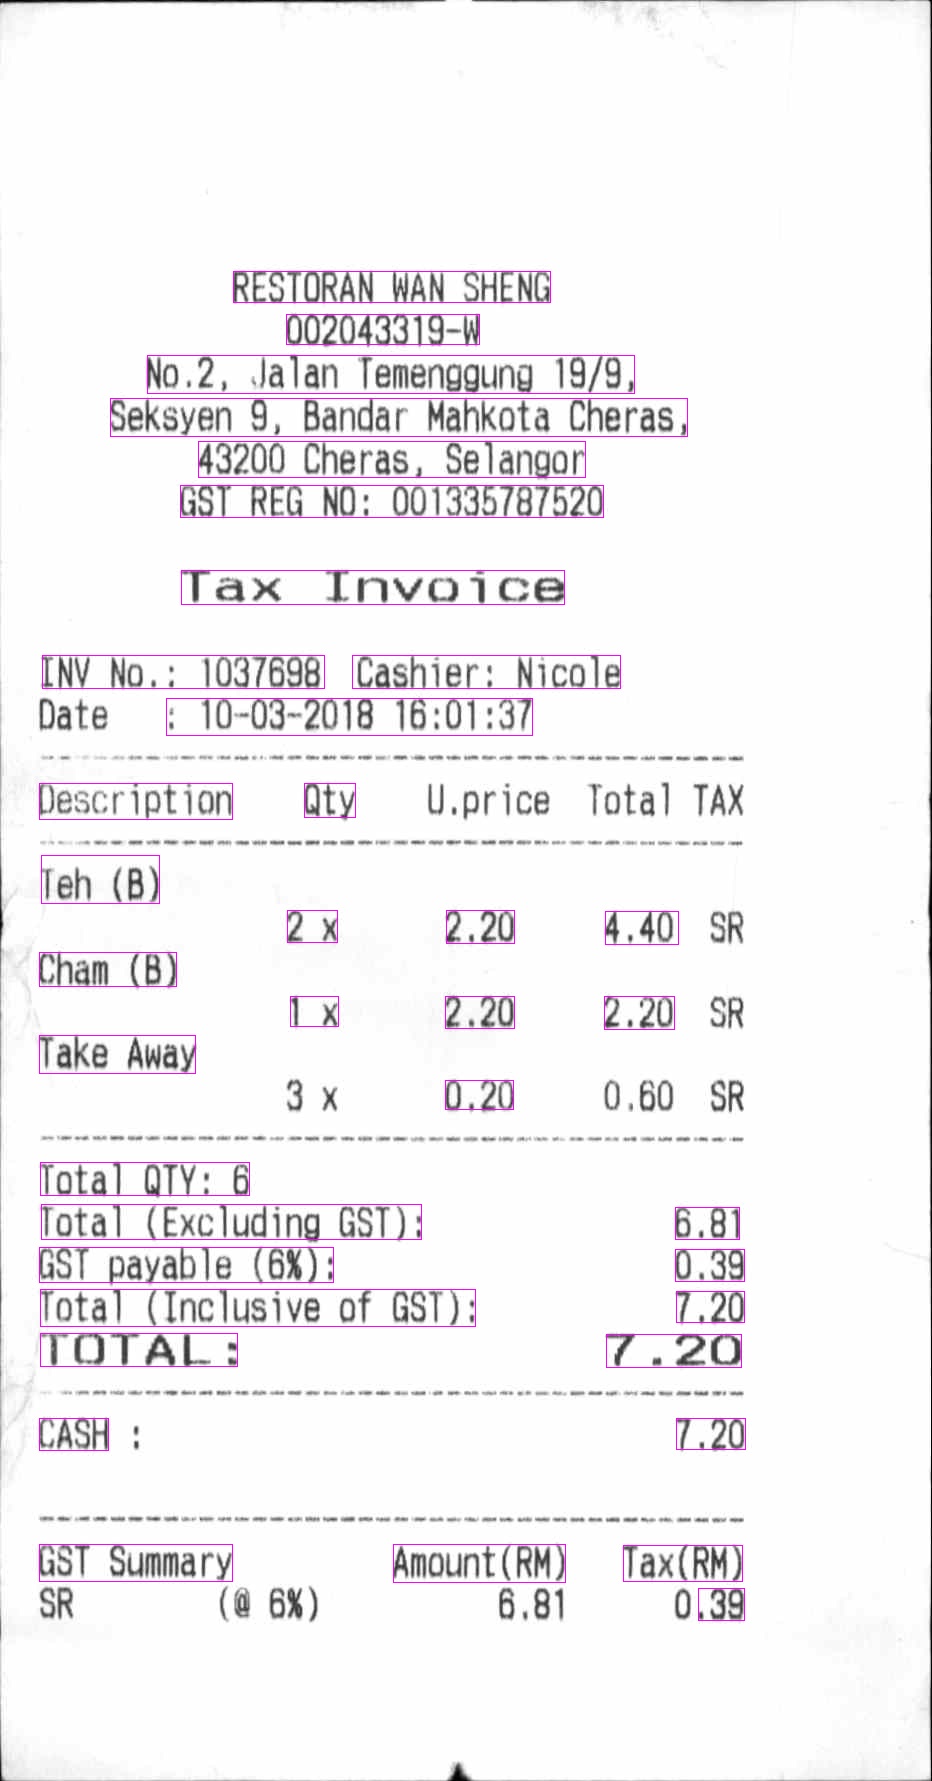 RESTORAN WAN SHENG
002043319-W
No.2, Jalan Temenggung 19/9,
Seksyen 9, Bandar Mahkota Cheras,
43200 Cheras, Selangor
GST REG NO: 001335787520
Tax Invoice
INV No.: 1037698 Cashier: Nicole
Date : 10-03-2018 16:01:37
Description Qty U.price Total TAX
Teh (B)
2 x 2.20 4.40 SR
Cham (B)
1 x 2.20 2.20 SR
Take Away
3 x 0.20 0.60 SR
Total QTY: 6
Total (Excluding GST): 6.81
GST payable (6%): 0.39
Total (Inclusive of GST): 7.20
TOTAL: 7.20
CASH : 7.20
GST Summary Amount(RM) Tax(RM)
SR (@ 6%) 6.81 0.39